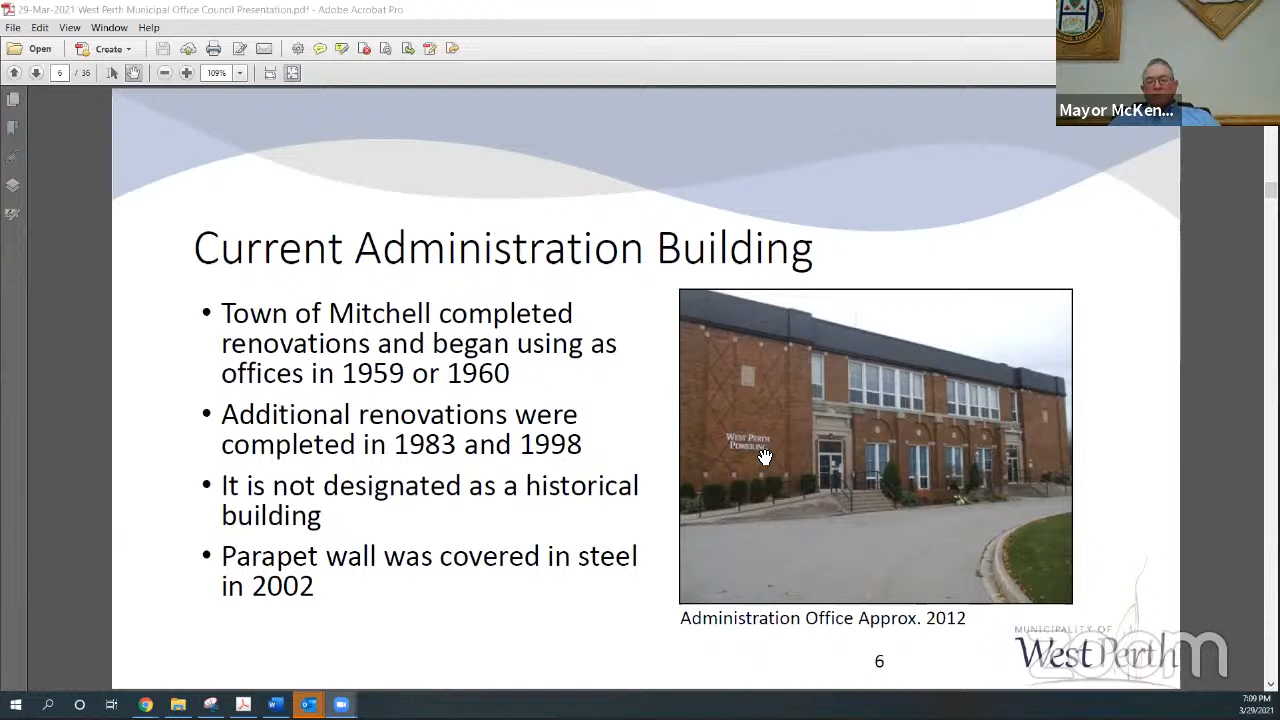 29-Mar-2021 West Perth Municipal Office Council Presentation.pdf - Adobe Acrobat Pro
File Edit View Window Help
Open Create
6 / 36 109%
Mayor McKen...
Current Administration Building
• Town of Mitchell completed
renovations and began using as
offices in 1959 or 1960
• Additional renovations were
completed in 1983 and 1998
• It is not designated as a historical
building
• Parapet wall was covered in steel
in 2002
WEST PERTH
POWER INC.
Administration Office Approx. 2012
MUNICIPALITY OF
West Perth
zoom
6
7:09 PM
3/29/2021